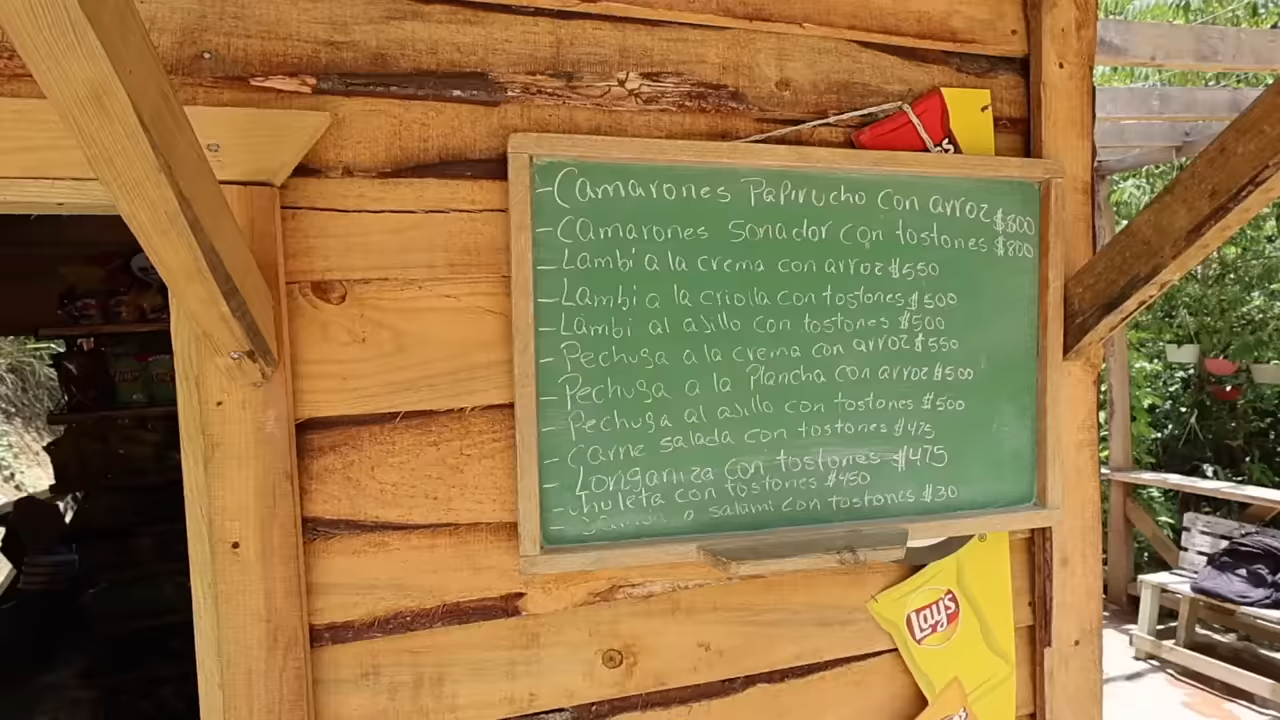 -Camarones Papirucho con arroz $800
-Camarones Sonador con tostones $800
-Lambi a la crema con arroz $550
-Lambi a la criolla con tostones $500
-Lambi al ajillo con tostones $500
-Pechuga a la crema con arroz $550
-Pechuga a la Plancha con arroz $500
-Pechuga al ajillo con tostones $500
-Carne salada con tostones $475
-Longaniza con tostones $475
-Chuleta con tostones $450
- o salami con tostones $30
Lay's